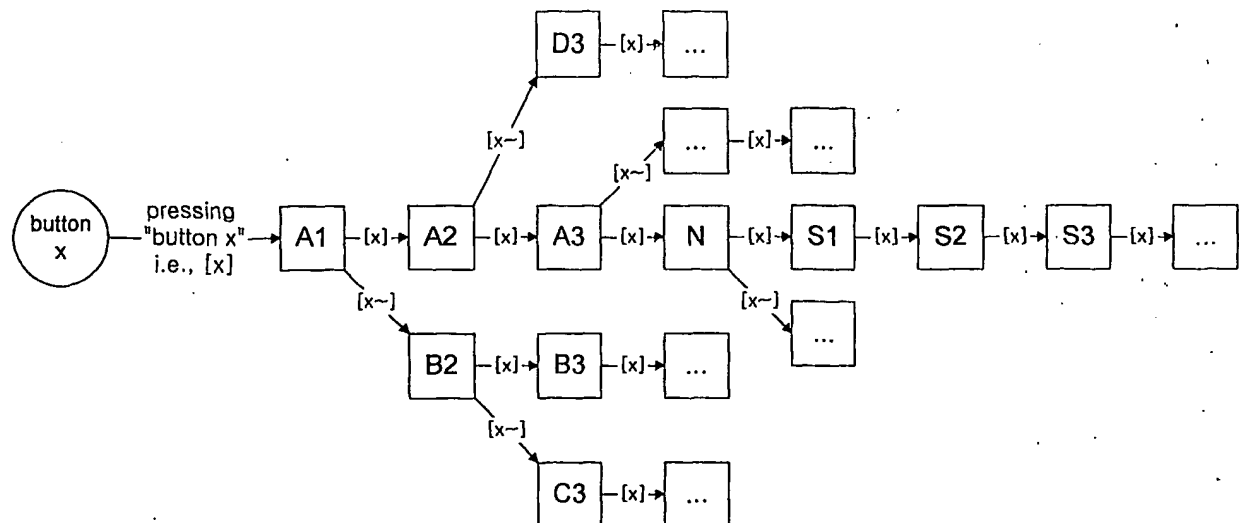 D3 –[x]→ ...
[x~]
... –[x]→ ...
[x~]
button
x
pressing
"button x"
i.e., [x]
A1 –[x]→ A2 –[x]→ A3 –[x]→ N –[x]→ S1 –[x]→ S2 –[x]→ S3 –[x]→ ...
[x~]
[x~]
...
B2 –[x]→ B3 –[x]→ ...
[x~]
C3 –[x]→ ...